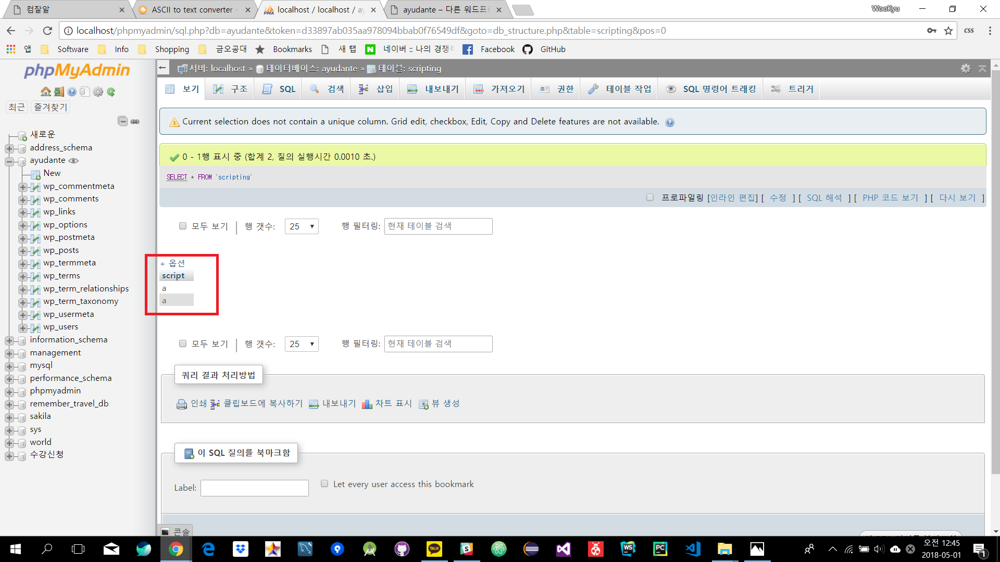 컴잘알
ASCII to text converter -
localhost / localhost / ay
ayudante – 다른 워드프
WooKyu
localhost/phpmyadmin/sql.php?db=ayudante&token=d33897ab035aa978094bbab0f76549df&goto=db_structure.php&table=scripting&pos=0
CSS
앱
Software
Info
Shopping
금오공대
Bookmarks
새 탭
네이버 :: 나의 경쟁
Facebook
GitHub
phpMyAdmin
최근
즐겨찾기
새로운
address_schema
ayudante
New
wp_commentmeta
wp_comments
wp_links
wp_options
wp_postmeta
wp_posts
wp_termmeta
wp_terms
wp_term_relationships
wp_term_taxonomy
wp_usermeta
wp_users
information_schema
management
mysql
performance_schema
phpmyadmin
remember_travel_db
sakila
sys
world
수강신청
서버: localhost » 데이터베이스: ayudante » 테이블: scripting
보기
구조
SQL
검색
삽입
내보내기
가져오기
권한
테이블 작업
SQL 명령어 트래킹
트리거
Current selection does not contain a unique column. Grid edit, checkbox, Edit, Copy and Delete features are not available.
0 - 1행 표시 중 (합계 2, 질의 실행시간 0.0010 초.)
SELECT * FROM `scripting`
프로파일링 [인라인 편집] [ 수정 ] [ SQL 해석 ] [ PHP 코드 보기 ] [ 다시 보기 ]
모두 보기 | 행 갯수: 25 행 필터링: 현재 테이블 검색
+ 옵션
script
a
a
모두 보기 | 행 갯수: 25 행 필터링: 현재 테이블 검색
쿼리 결과 처리방법
인쇄 클립보드에 복사하기 내보내기 차트 표시 뷰 생성
이 SQL 질의를 북마크함
Label:
Let every user access this bookmark
콘솔
TALK
WS
PC
오전 12:45
2018-05-01
1